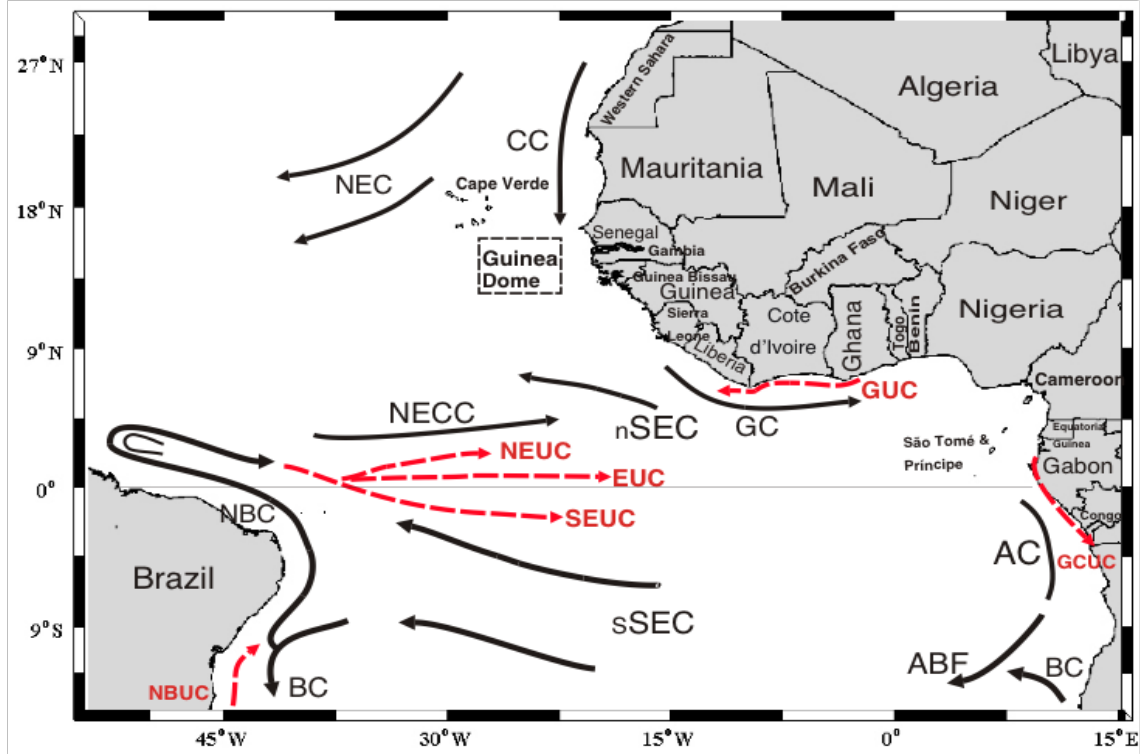 27°N
Western Sahara
Algeria
Libya
CC
Mauritania
NEC
Cape Verde
Mali
Niger
18°N
Senegal
Gambia
Guinea
Dome
Guinea Bissau
Guinea
Burkina Faso
Nigeria
Sierra
Leone
Liberia
Cote
d'Ivoire
Ghana
Togo
Benin
9°N
Cameroon
GUC
NECC
nSEC
GC
NEUC
São Tomé &
Príncipe
Equatoria
Guinea
Gabon
EUC
0°
NBC
SEUC
Congo
AC
GCUC
Brazil
sSEC
9°S
ABF
BC
NBUC
BC
45°W
30°W
15°W
0°
15°E